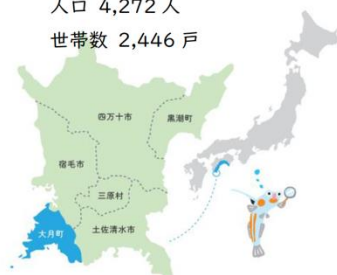 人口 4,272 人
世帯数 2,446 戸
四万十市
黒潮町
宿毛市
三原村
大月町
土佐清水市